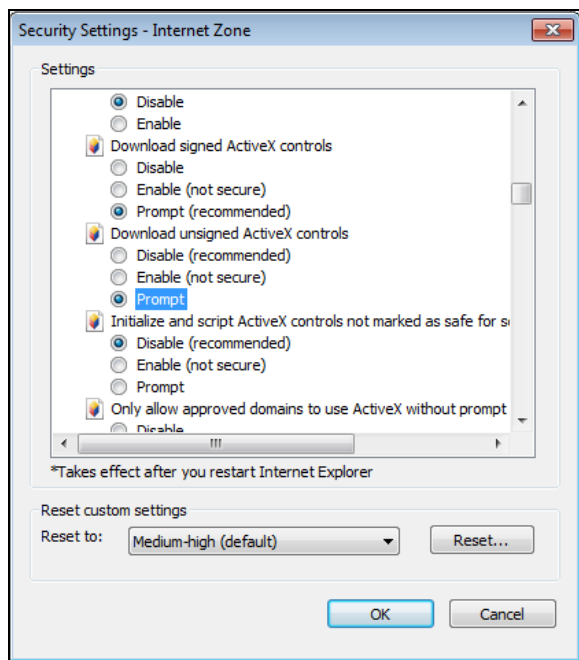 Security Settings - Internet Zone
Settings
Disable
Enable
Download signed ActiveX controls
Disable
Enable (not secure)
Prompt (recommended)
Download unsigned ActiveX controls
Disable (recommended)
Enable (not secure)
Prompt
Initialize and script ActiveX controls not marked as safe for
Disable (recommended)
Enable (not secure)
Prompt
Only allow approved domains to use ActiveX without prompt
Disable
*Takes effect after you restart Internet Explorer
Reset custom settings
Reset to: Medium-high (default) Reset...
OK Cancel